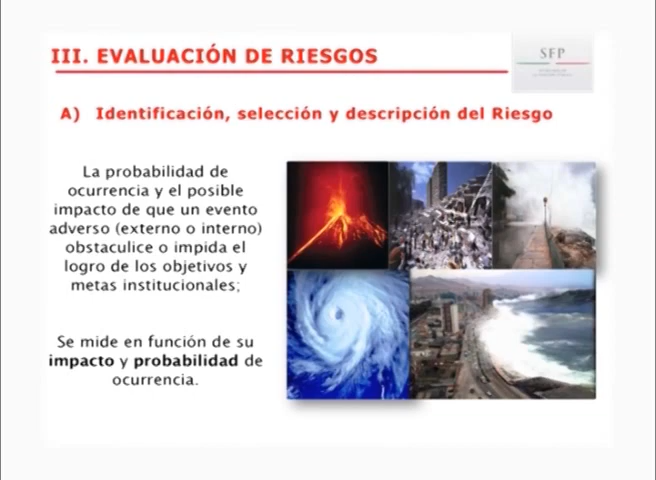 III. EVALUACIÓN DE RIESGOS
SFP
A) Identificación, selección y descripción del Riesgo
La probabilidad de
ocurrencia y el posible
impacto de que un evento
adverso (externo o interno)
obstaculice o impida el
logro de los objetivos y
metas institucionales;
Se mide en función de su
impacto y probabilidad de
ocurrencia.